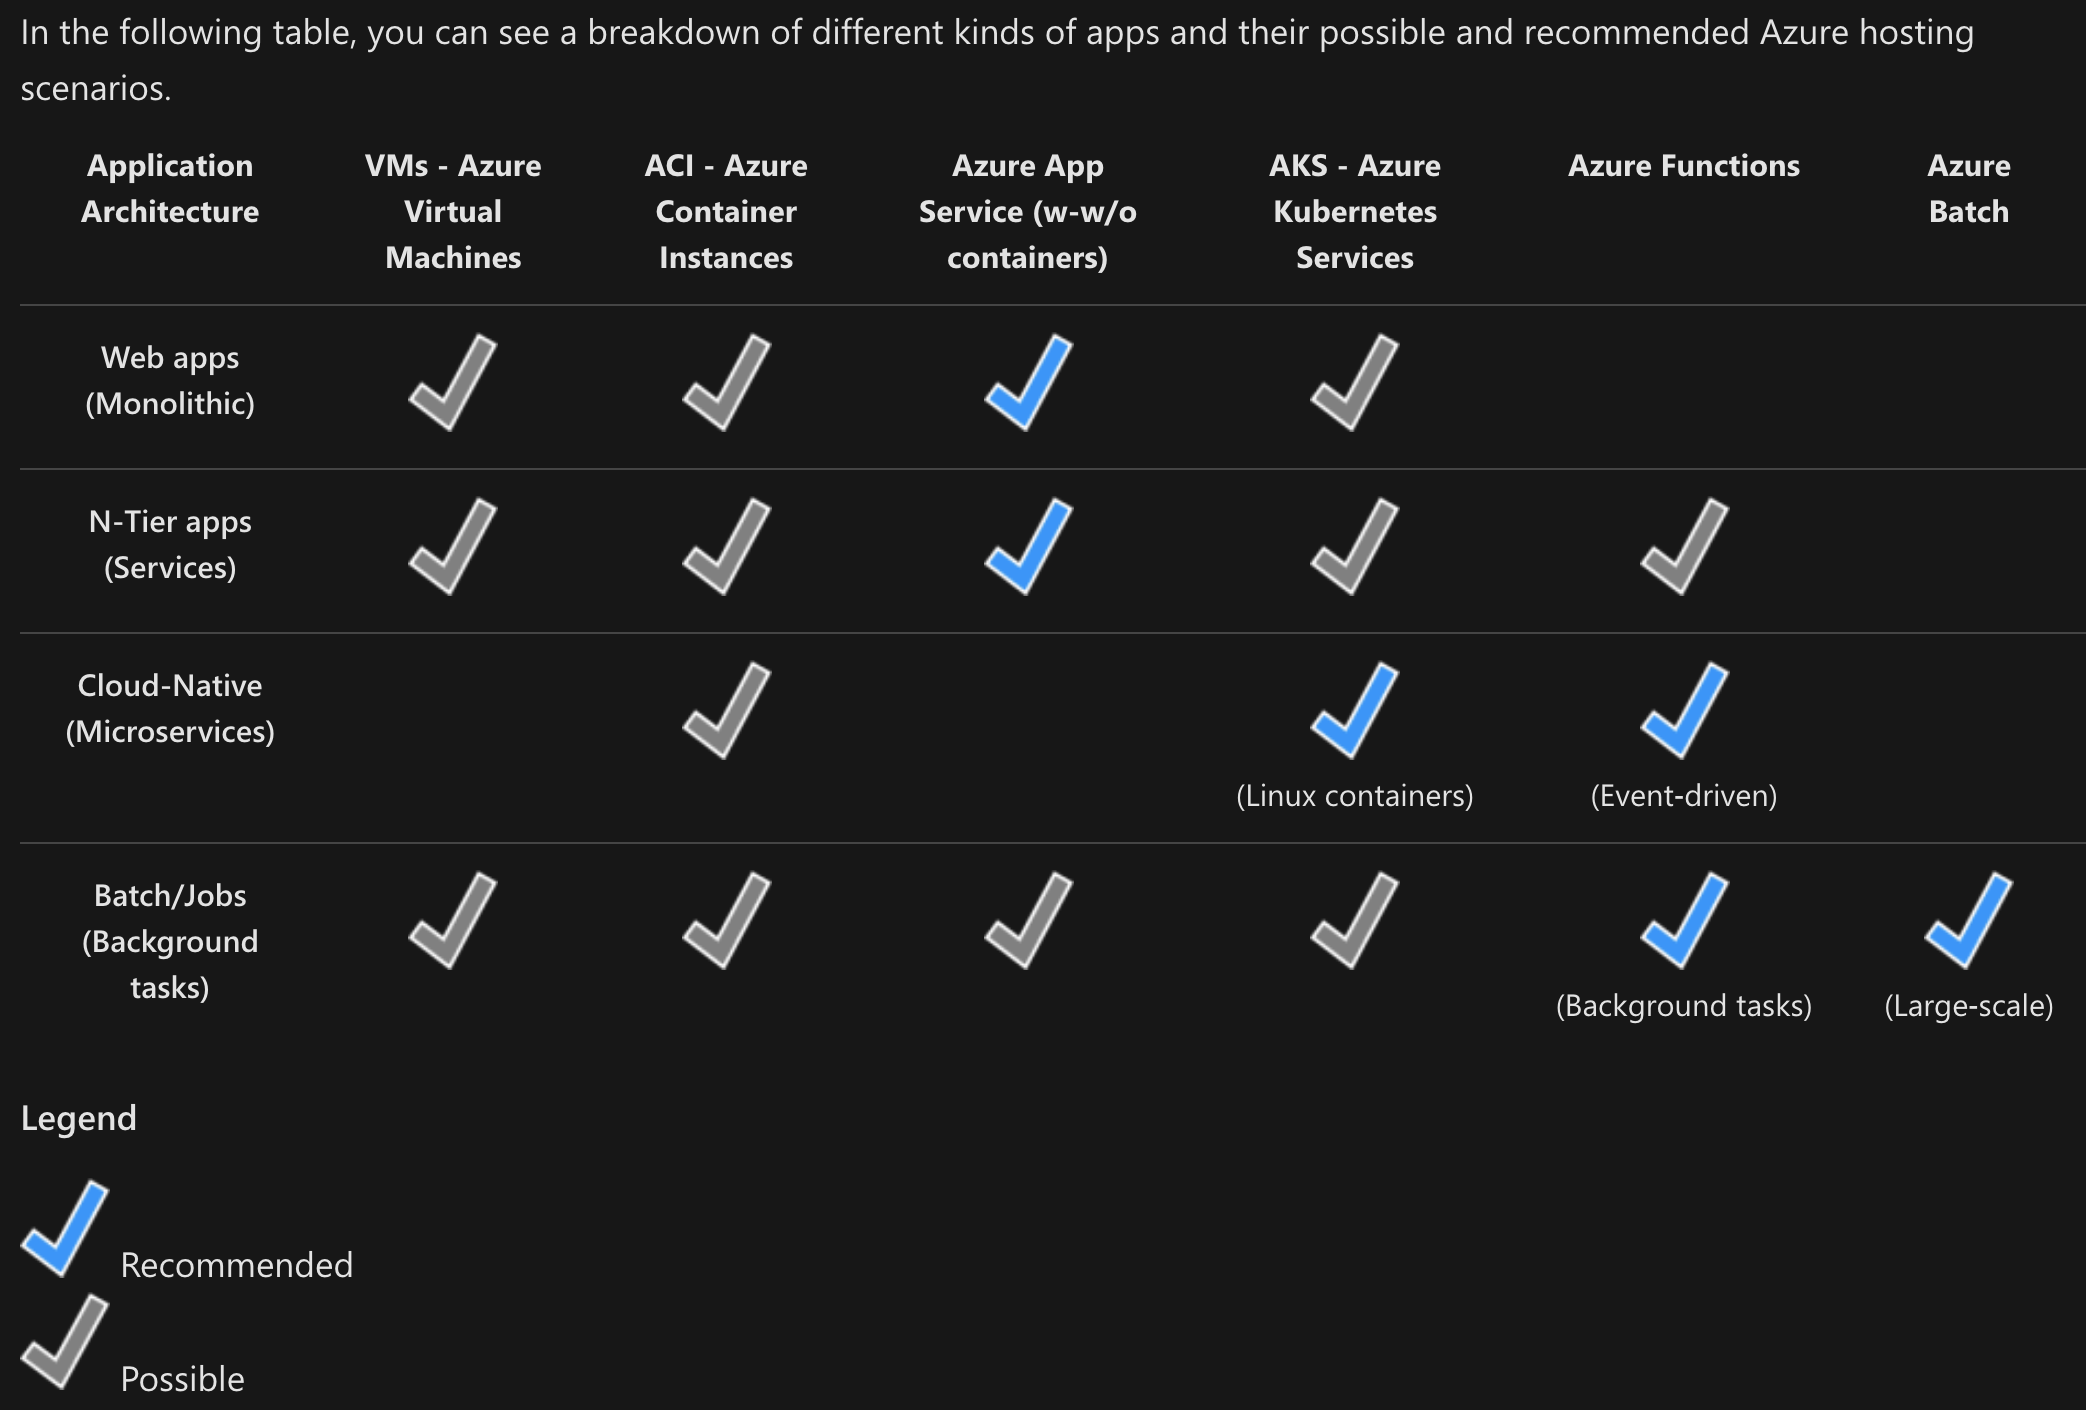 In the following table, you can see a breakdown of different kinds of apps and their possible and recommended Azure hosting
scenarios.
Application
Architecture
VMs - Azure
Virtual
Machines
ACI - Azure
Container
Instances
Azure App
Service (w-w/o
containers)
AKS - Azure
Kubernetes
Services
Azure Functions
Azure
Batch
Web apps
(Monolithic)
N-Tier apps
(Services)
Cloud-Native
(Microservices)
(Linux containers)
(Event-driven)
Batch/Jobs
(Background
tasks)
(Background tasks)
(Large-scale)
Legend
Recommended
Possible